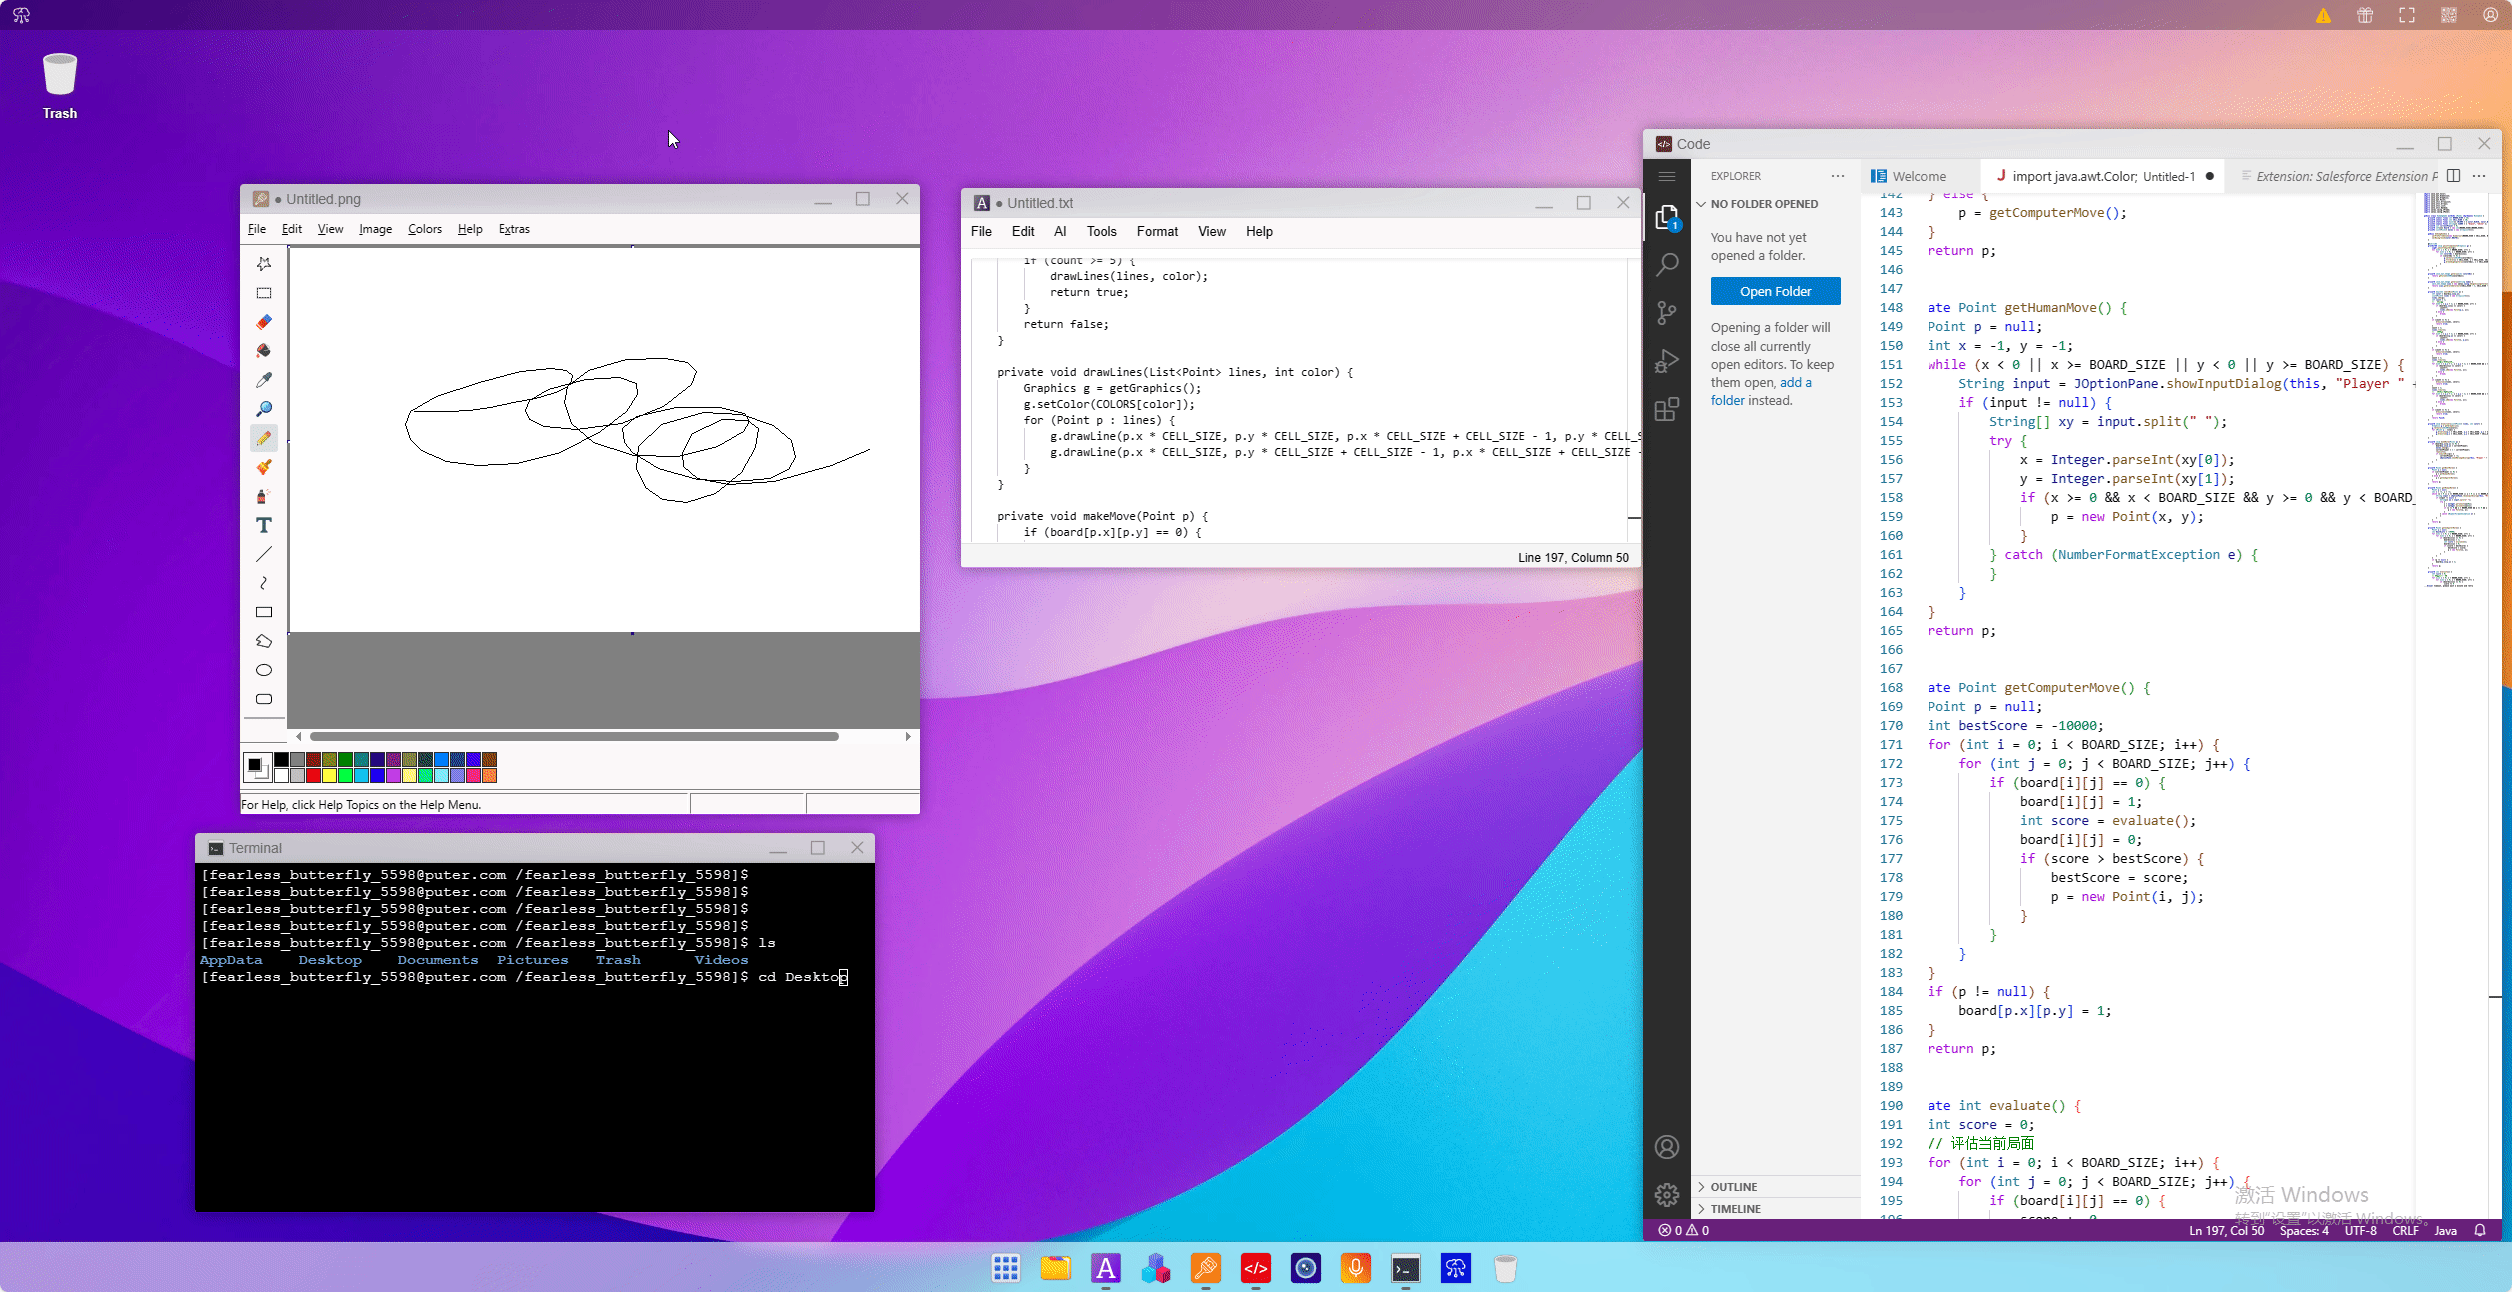 Trash
● Untitled.png
File Edit View Image Colors Help Extras
For Help, click Help Topics on the Help Menu.
Terminal
[fearless_butterfly_5598@puter.com /fearless_butterfly_5598]$
[fearless_butterfly_5598@puter.com /fearless_butterfly_5598]$
[fearless_butterfly_5598@puter.com /fearless_butterfly_5598]$
[fearless_butterfly_5598@puter.com /fearless_butterfly_5598]$
[fearless_butterfly_5598@puter.com /fearless_butterfly_5598]$ ls
AppData Desktop Documents Pictures Trash Videos
[fearless_butterfly_5598@puter.com /fearless_butterfly_5598]$ cd Desktop
● Untitled.txt
File Edit AI Tools Format View Help
if (count >= 5) {
drawLines(lines, color);
return true;
}
return false;
}
private void drawLines(List<Point> lines, int color) {
Graphics g = getGraphics();
g.setColor(COLORS[color]);
for (Point p : lines) {
g.drawLine(p.x * CELL_SIZE, p.y * CELL_SIZE, p.x * CELL_SIZE + CELL_SIZE - 1, p.y * CELL_S
g.drawLine(p.x * CELL_SIZE, p.y * CELL_SIZE + CELL_SIZE - 1, p.x * CELL_SIZE + CELL_SIZE -
}
}
private void makeMove(Point p) {
if (board[p.x][p.y] == 0) {
Line 197, Column 50
Code
EXPLORER
NO FOLDER OPENED
You have not yet
opened a folder.
Open Folder
Opening a folder will
close all currently
open editors. To keep
them open, add a
folder instead.
OUTLINE
TIMELINE
1
Welcome
import java.awt.Color; Untitled-1 ●
Extension: Salesforce Extension P
142 } else {
143 p = getComputerMove();
144 }
145 return p;
146
147
148 ate Point getHumanMove() {
149 Point p = null;
150 int x = -1, y = -1;
151 while (x < 0 || x >= BOARD_SIZE || y < 0 || y >= BOARD_SIZE) {
152 String input = JOptionPane.showInputDialog(this, "Player " +
153 if (input != null) {
154 String[] xy = input.split(" ");
155 try {
156 x = Integer.parseInt(xy[0]);
157 y = Integer.parseInt(xy[1]);
158 if (x >= 0 && x < BOARD_SIZE && y >= 0 && y < BOARD_
159 p = new Point(x, y);
160 }
161 } catch (NumberFormatException e) {
162 }
163 }
164 }
165 return p;
166
167
168 ate Point getComputerMove() {
169 Point p = null;
170 int bestScore = -10000;
171 for (int i = 0; i < BOARD_SIZE; i++) {
172 for (int j = 0; j < BOARD_SIZE; j++) {
173 if (board[i][j] == 0) {
174 board[i][j] = 1;
175 int score = evaluate();
176 board[i][j] = 0;
177 if (score > bestScore) {
178 bestScore = score;
179 p = new Point(i, j);
180 }
181 }
182 }
183 }
184 if (p != null) {
185 board[p.x][p.y] = 1;
186 }
187 return p;
188
189
190 ate int evaluate() {
191 int score = 0;
192 // 评估当前局面
193 for (int i = 0; i < BOARD_SIZE; i++) {
194 for (int j = 0; j < BOARD_SIZE; j++) {
195 if (board[i][j] == 0) {
激活 Windows
转到"设置"以激活 Windows。
0 0
Ln 197, Col 50 Spaces: 4 UTF-8 CRLF Java